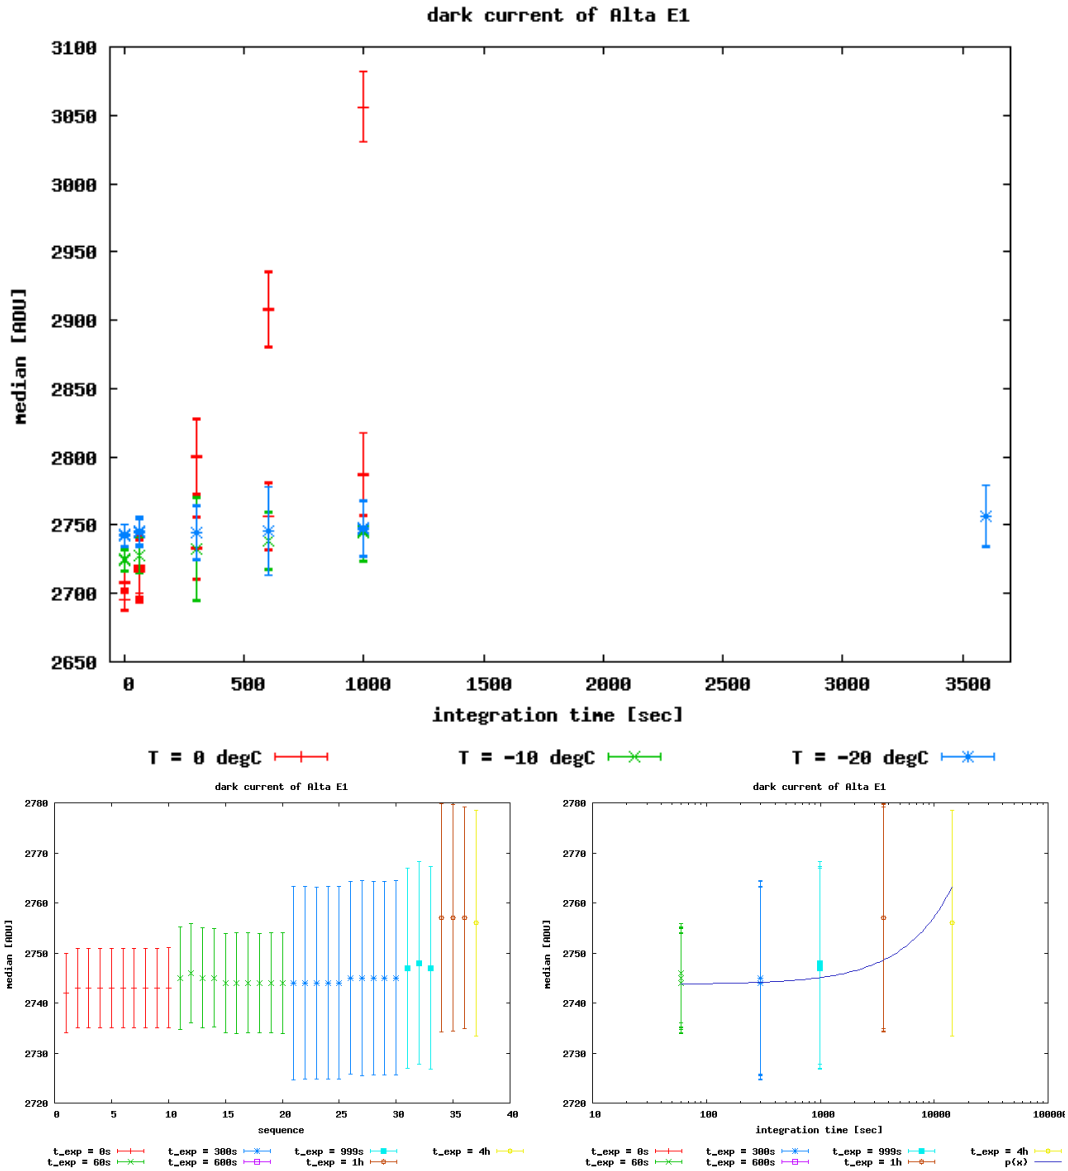 dark current of Alta E1
3100
3050
3000
2950
2900
2850
2800
2750
2700
2650
median [ADU]
0 500 1000 1500 2000 2500 3000 3500
integration time [sec]
T = 0 degC T = -10 degC T = -20 degC
dark current of Alta E1
2780
2770
2760
2750
2740
2730
2720
median [ADU]
0 5 10 15 20 25 30 35 40
sequence
t_exp = 0s t_exp = 300s t_exp = 999s t_exp = 4h
t_exp = 60s t_exp = 600s t_exp = 1h
dark current of Alta E1
2780
2770
2760
2750
2740
2730
2720
median [ADU]
10 100 1000 10000 100000
integration time [sec]
t_exp = 0s t_exp = 300s t_exp = 999s t_exp = 4h
t_exp = 60s t_exp = 600s t_exp = 1h p(x)